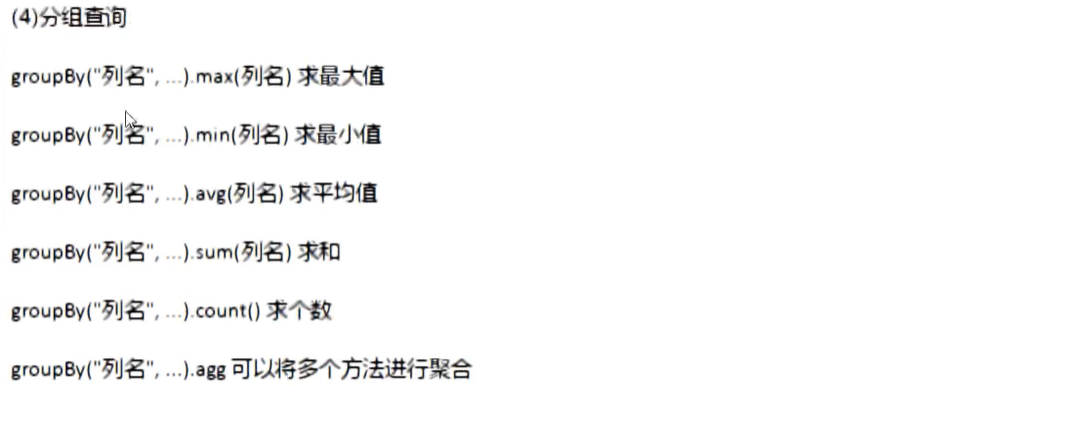 (4)分组查询
groupBy("列名", ...).max(列名) 求最大值
groupBy("列名", ...).min(列名) 求最小值
groupBy("列名", ...).avg(列名) 求平均值
groupBy("列名", ...).sum(列名) 求和
groupBy("列名", ...).count() 求个数
groupBy("列名", ...).agg 可以将多个方法进行聚合